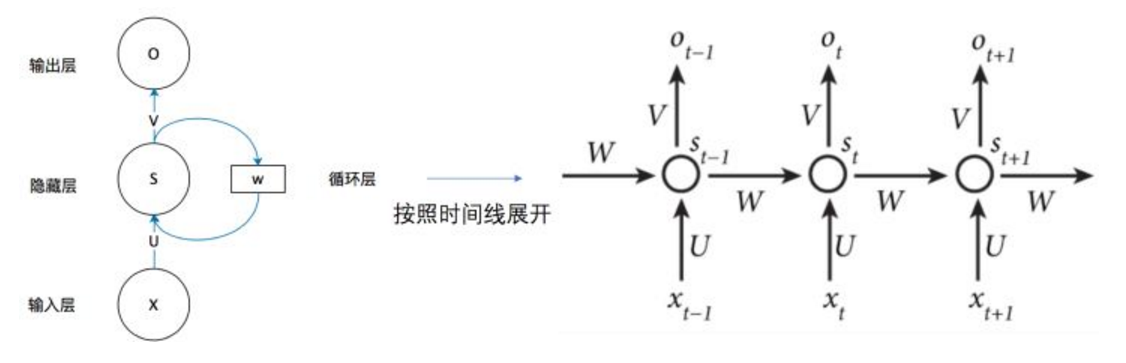 输出层
O
V
隐藏层
S
w
循环层
U
输入层
X
按照时间线展开
o_{t-1} o_t o_{t+1}
V V V
W s_{t-1} s_t s_{t+1}
W W W
U U U
x_{t-1} x_t x_{t+1}